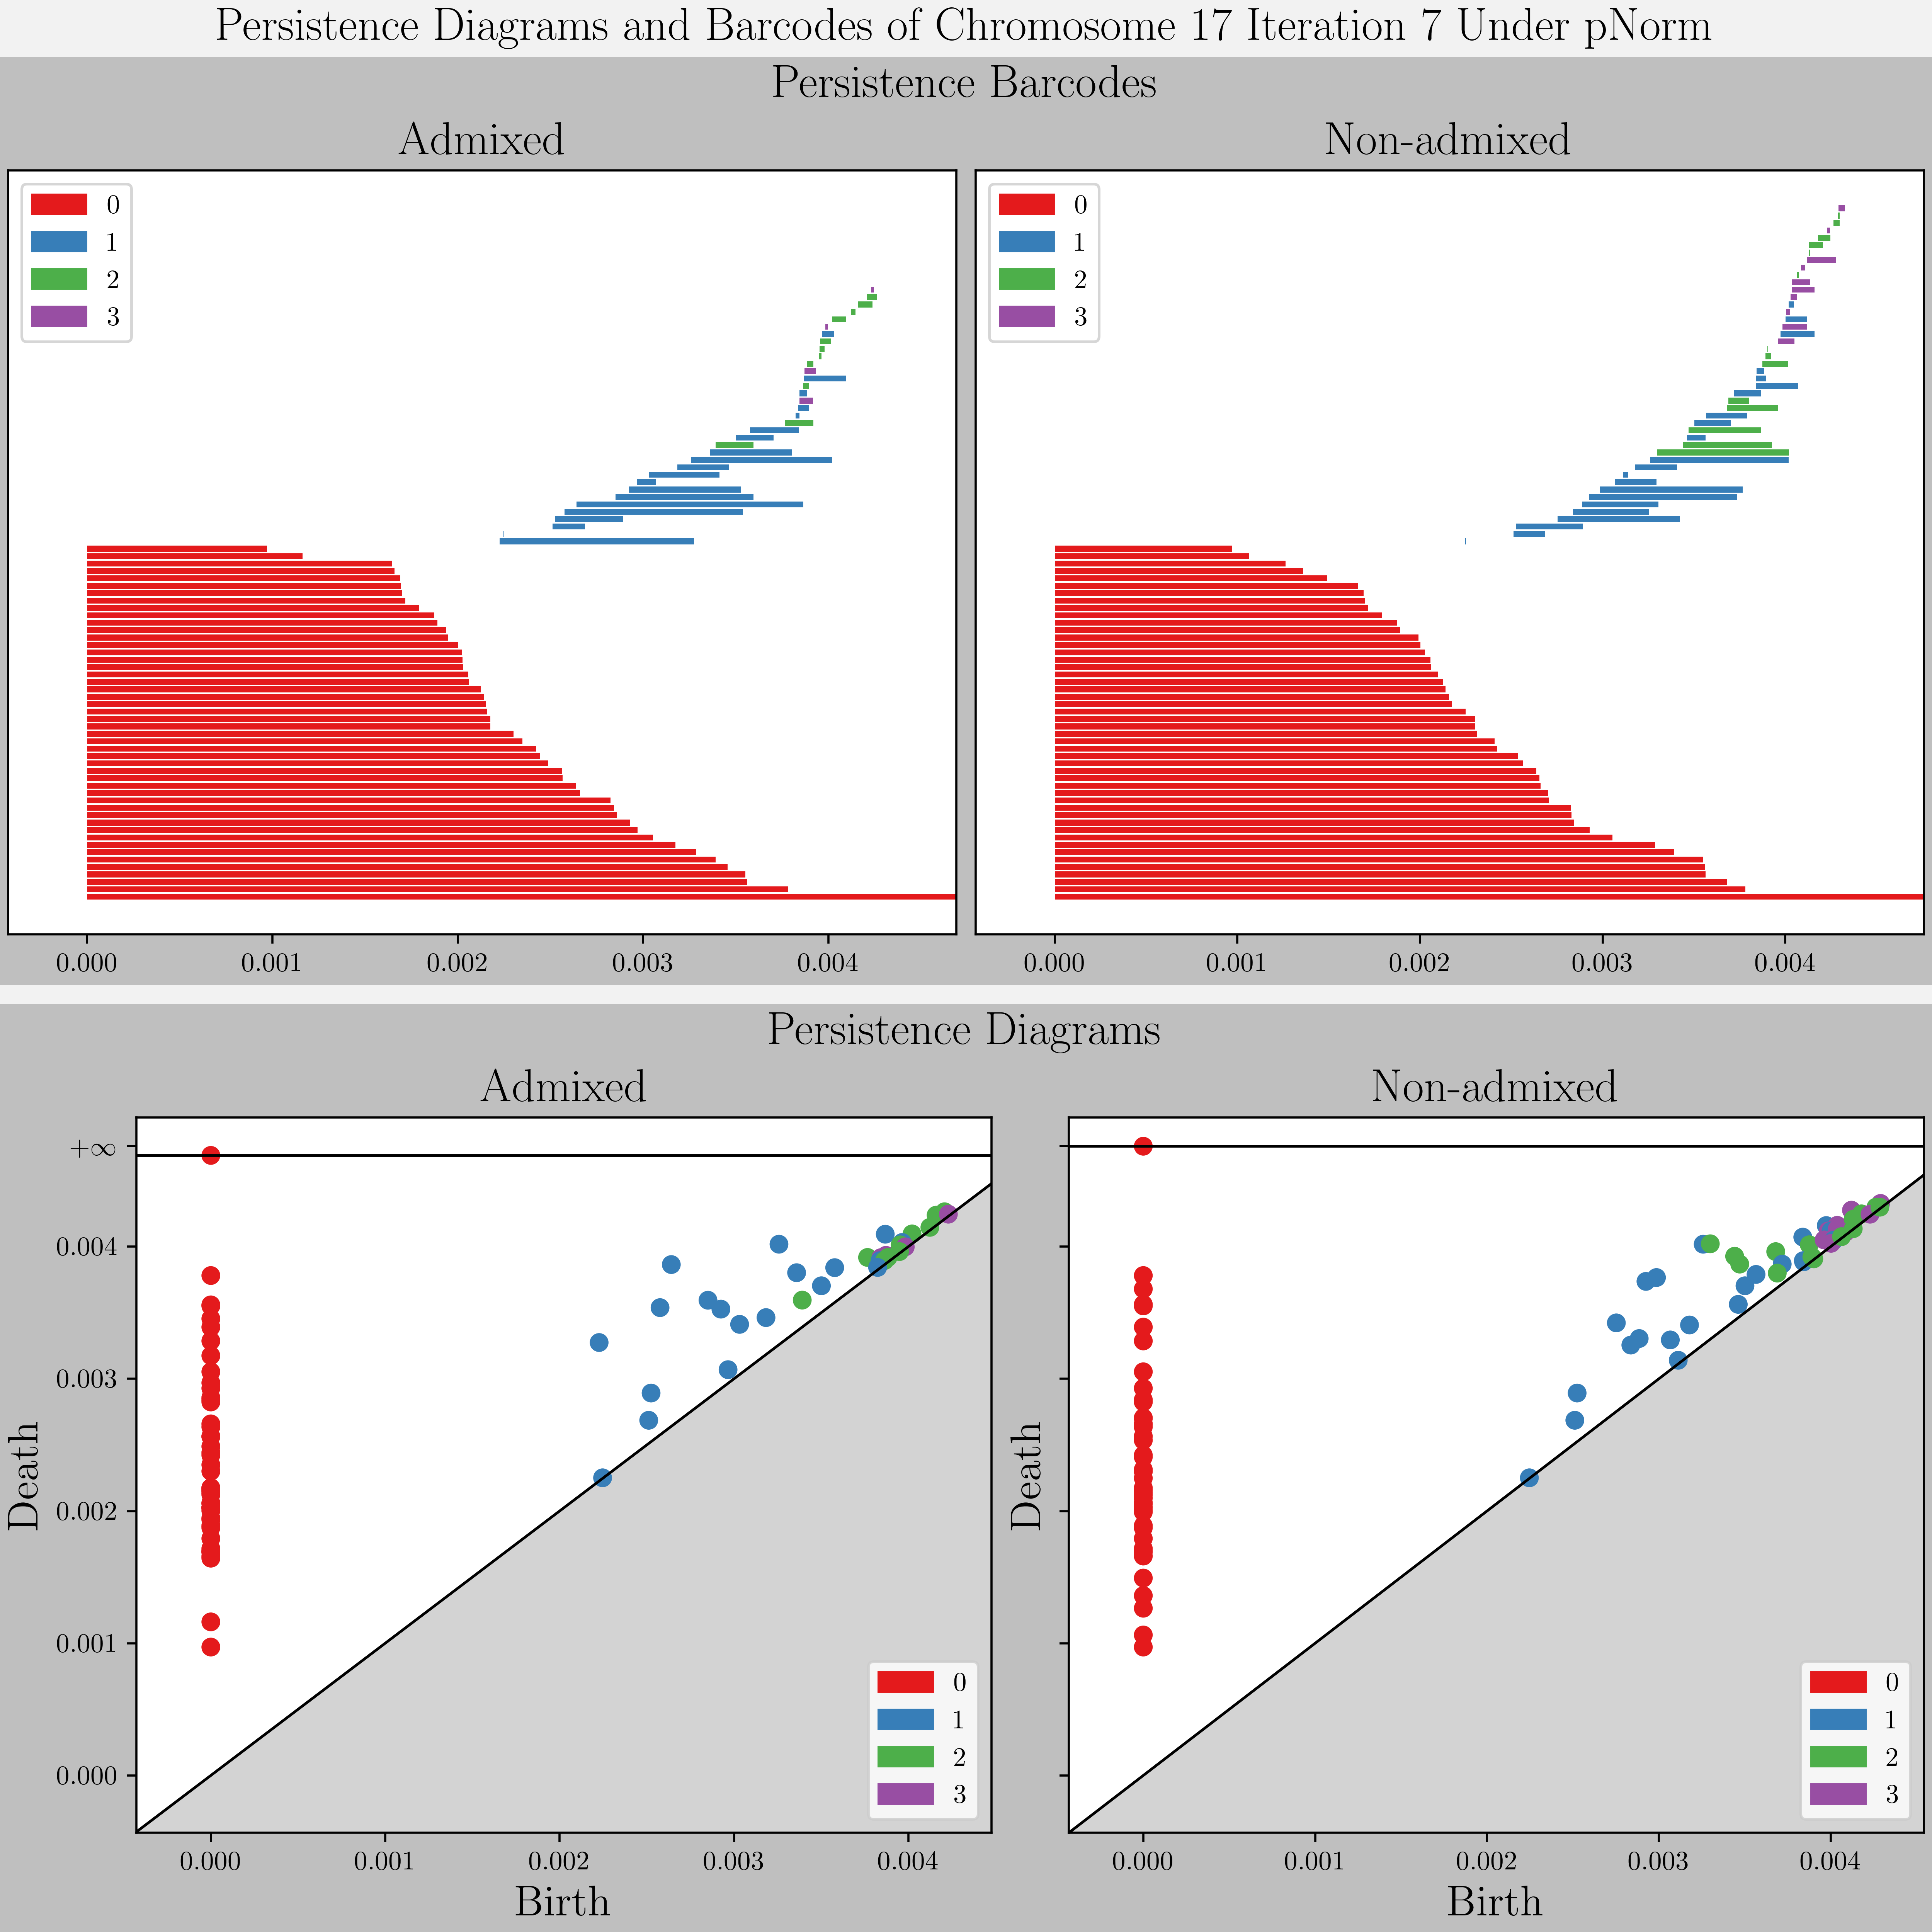 Persistence Diagrams and Barcodes of Chromosome 17 Iteration 7 Under pNorm
Persistence Barcodes
Admixed
Non-admixed
0
1
2
3
0
1
2
3
0.000 0.001 0.002 0.003 0.004
0.000 0.001 0.002 0.003 0.004
Persistence Diagrams
Admixed
Non-admixed
+∞
0.004
0.003
0.002
0.001
0.000
Death
0
1
2
3
0.000 0.001 0.002 0.003 0.004
Birth
Death
0
1
2
3
0.000 0.001 0.002 0.003 0.004
Birth